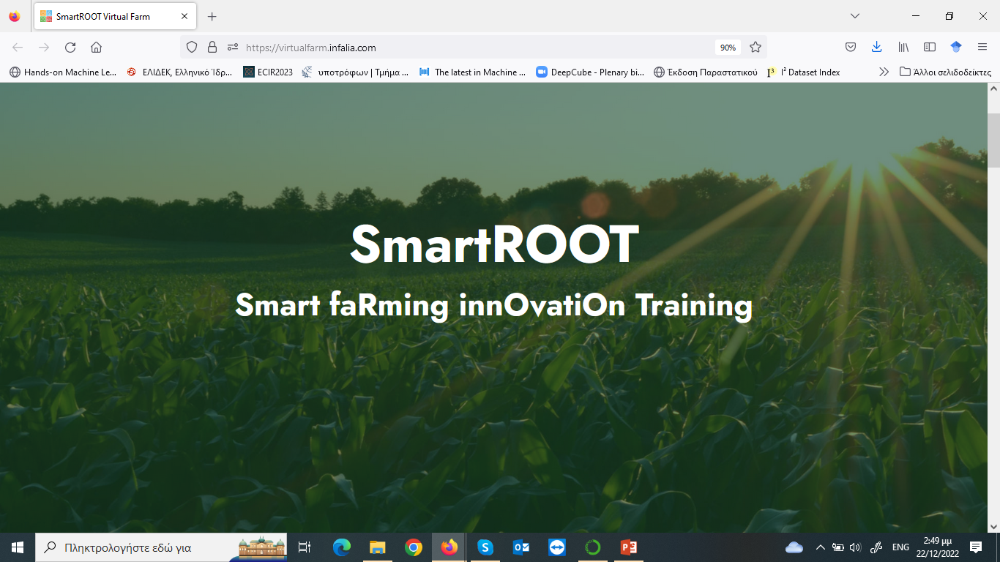 SmartROOT Virtual Farm
https://virtualfarm.infalia.com
90%
Hands-on Machine Le...
ΕΛΙΔΕΚ, Ελληνικό Ίδρ...
ECIR2023
υποτρόφων | Τμήμα ...
The latest in Machine ...
DeepCube - Plenary bi...
Έκδοση Παραστατικού
I³ Dataset Index
Άλλοι σελιδοδείκτες
SmartROOT
Smart faRming innOvatiOn Training
Πληκτρολογήστε εδώ για
ENG
2:49 μμ
22/12/2022